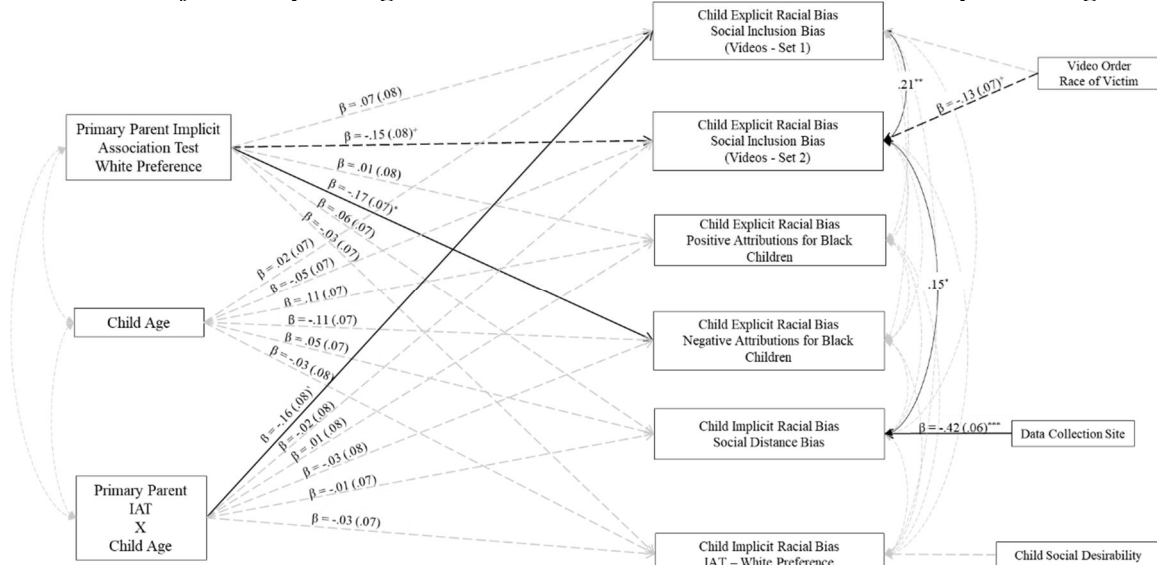 Child Explicit Racial Bias
Social Inclusion Bias
(Videos - Set 1)
Video Order
Race of Victim
.21**
β = -.13 (.07)⁺
β = .07 (.08)
Primary Parent Implicit
Association Test
White Preference
β = -.15 (.08)⁺
Child Explicit Racial Bias
Social Inclusion Bias
(Videos - Set 2)
β = .01 (.08)
β = -.17 (.07)*
β = .06 (.07)
β = -.03 (.07)
Child Explicit Racial Bias
Positive Attributions for Black
Children
β = .02 (.07)
β = -.05 (.07)
β = .11 (.07)
Child Age
β = -.11 (.07)
β = .05 (.07)
β = -.03 (.08)
.15*
Child Explicit Racial Bias
Negative Attributions for Black
Children
β = -.16 (.08)
β = -.02 (.08)
β = .01 (.08)
β = -.03 (.08)
β = -.01 (.07)
β = -.03 (.07)
Child Implicit Racial Bias
Social Distance Bias
β = -.42 (.06)***
Data Collection Site
Primary Parent
IAT
X
Child Age
Child Implicit Racial Bias
IAT – White Preference
Child Social Desirability